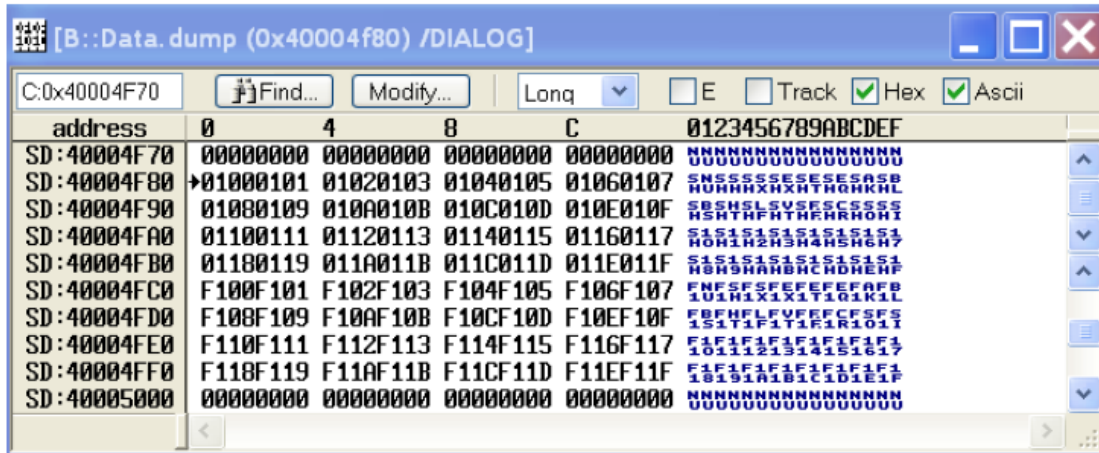 [B::Data.dump (0x40004f80) /DIALOG]
C:0x40004F70 Find... Modify... Long E Track Hex Ascii
address 0 4 8 C 0123456789ABCDEF
SD:40004F70 00000000 00000000 00000000 00000000
SD:40004F80 01000101 01020103 01040105 01060107
SD:40004F90 01080109 010A010B 010C010D 010E010F
SD:40004FA0 01100111 01120113 01140115 01160117
SD:40004FB0 01180119 011A011B 011C011D 011E011F
SD:40004FC0 F100F101 F102F103 F104F105 F106F107
SD:40004FD0 F108F109 F10AF10B F10CF10D F10EF10F
SD:40004FE0 F110F111 F112F113 F114F115 F116F117
SD:40004FF0 F118F119 F11AF11B F11CF11D F11EF11F
SD:40005000 00000000 00000000 00000000 00000000